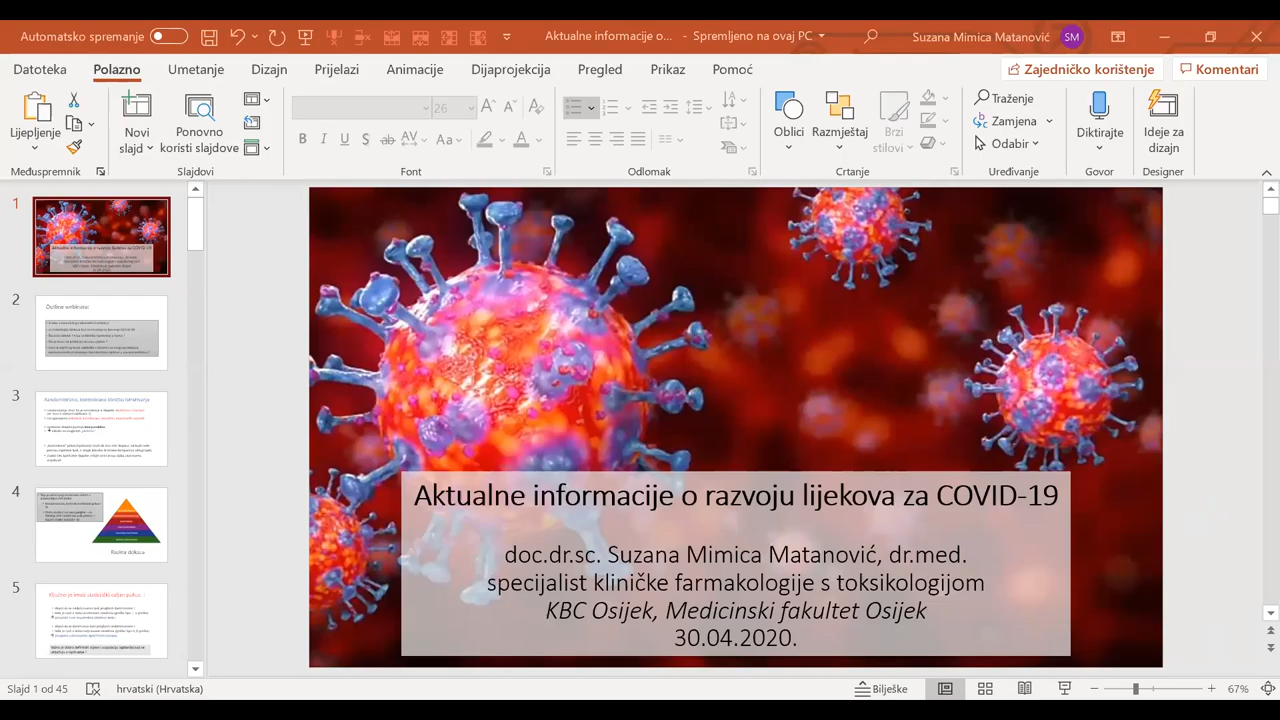 Automatsko spremanje
Aktualne informacije o... - Spremljeno na ovaj PC
Suzana Mimica Matanović SM
Datoteka Polazno Umetanje Dizajn Prijelazi Animacije Dijaprojekcija Pregled Prikaz Pomoć
Zajedničko korištenje Komentari
Lijepljenje
Novi slajd
Ponovno koristi slajdove
26
Oblici
Razmještaj
Brzi stilovi
Traženje
Zamjena
Odabir
Diktirajte
Ideje za dizajn
Međuspremnik Slajdovi Font Odlomak Crtanje Uređivanje Govor Designer
1
2
Outline webinara:
3
4
Razina dokaza
5
Aktualne informacije o razvoju lijekova za COVID-19
doc.dr.sc. Suzana Mimica Matanović, dr.med.
specijalist kliničke farmakologije s toksikologijom
KBC Osijek, Medicinski fakultet Osijek
30.04.2020.
Slajd 1 od 45 hrvatski (Hrvatska) Bilješke 67%